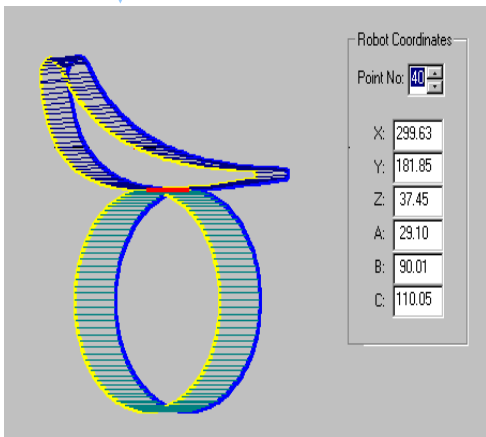 Robot Coordinates
Point No: 40
X: 299.63
Y: 181.85
Z: 37.45
A: 29.10
B: 90.01
C: 110.05